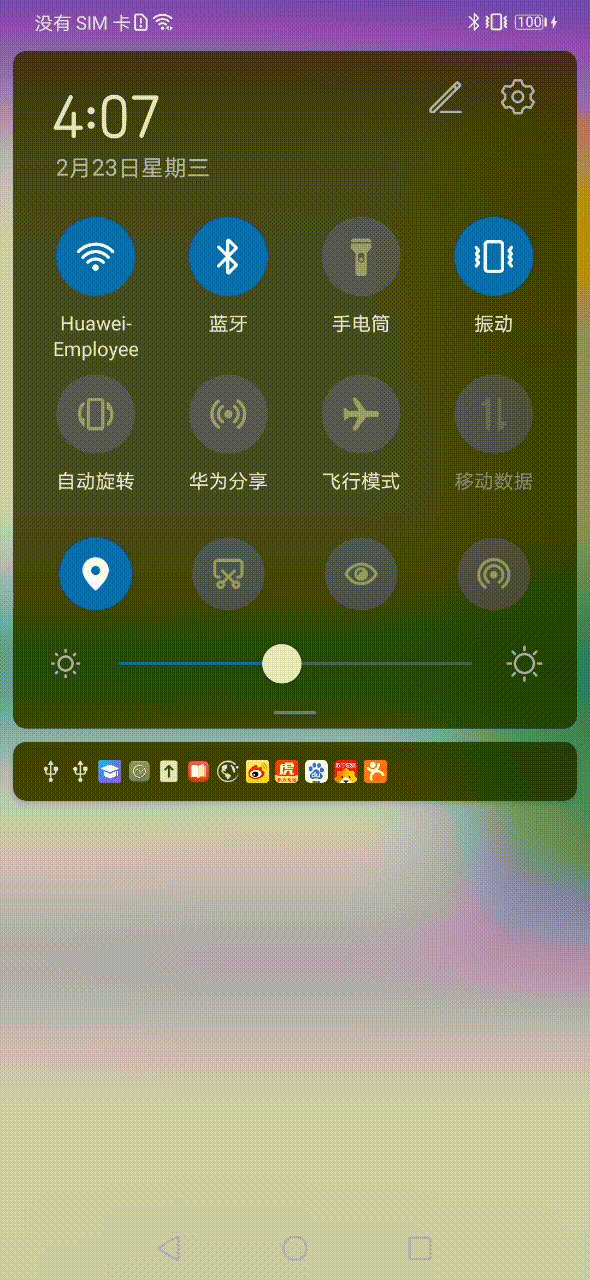 没有 SIM 卡
100
4:07
2月23日星期三
Huawei-
Employee
蓝牙
手电筒
振动
自动旋转
华为分享
飞行模式
移动数据
虎
du